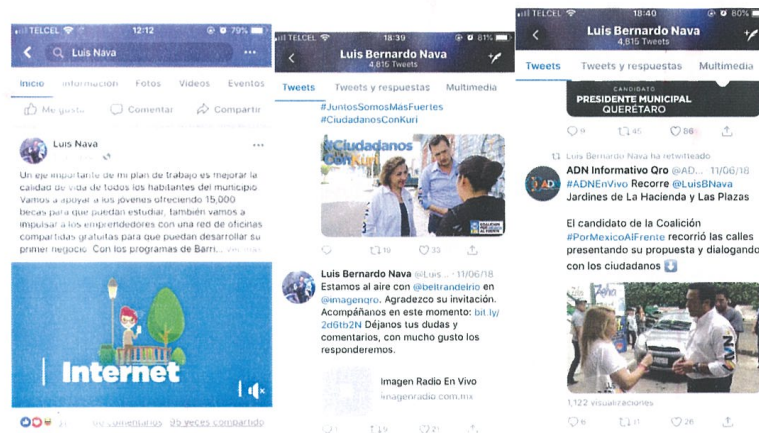 TELCEL 12:12 79%
Luis Nava
Inicio Información Fotos Videos Eventos
Me gusta Comentar Compartir
Luis Nava
Un eje importante de mi plan de trabajo es mejorar la
calidad de vida de todos los habitantes del municipio
Vamos a apoyar a los jóvenes ofreciendo 15,000
becas para que puedan estudiar, también vamos a
impulsar a los emprendedores con una red de oficinas
compartidas gratuitas para que puedan desarrollar su
primer negocio. Con los programas de Barri... ver más
Internet
comentarios 95 veces compartido
TELCEL 18:39 81%
Luis Bernardo Nava
4,615 Tweets
Tweets Tweets y respuestas Multimedia
#JuntosSomosMásFuertes
#CiudadanosConKuri
#Ciudadanos
ConKuri
19 33
Luis Bernardo Nava @Luis... · 11/06/18
Estamos al aire con @beltrandelrio en
@imagenqro. Agradezco su invitación.
Acompáñanos en este momento: bit.ly/
2d6tb2N Déjanos tus dudas y
comentarios, con mucho gusto los
responderemos.
Imagen Radio En Vivo
imagenradio.com.mx
1 19 21
TELCEL 18:40 80%
Luis Bernardo Nava
4,615 Tweets
Tweets Tweets y respuestas Multimedia
CANDIDATO
PRESIDENTE MUNICIPAL
QUERÉTARO
9 45 86
Luis Bernardo Nava ha retwitteado
ADN Informativo Qro @AD... · 11/06/18
#ADNEnVivo Recorre @LuisBNava
Jardines de La Hacienda y Las Plazas
El candidato de la Coalición
#PorMexicoAlFrente recorrió las calles
presentando su propuesta y dialogando
con los ciudadanos
1,122 visualizaciones
11 26